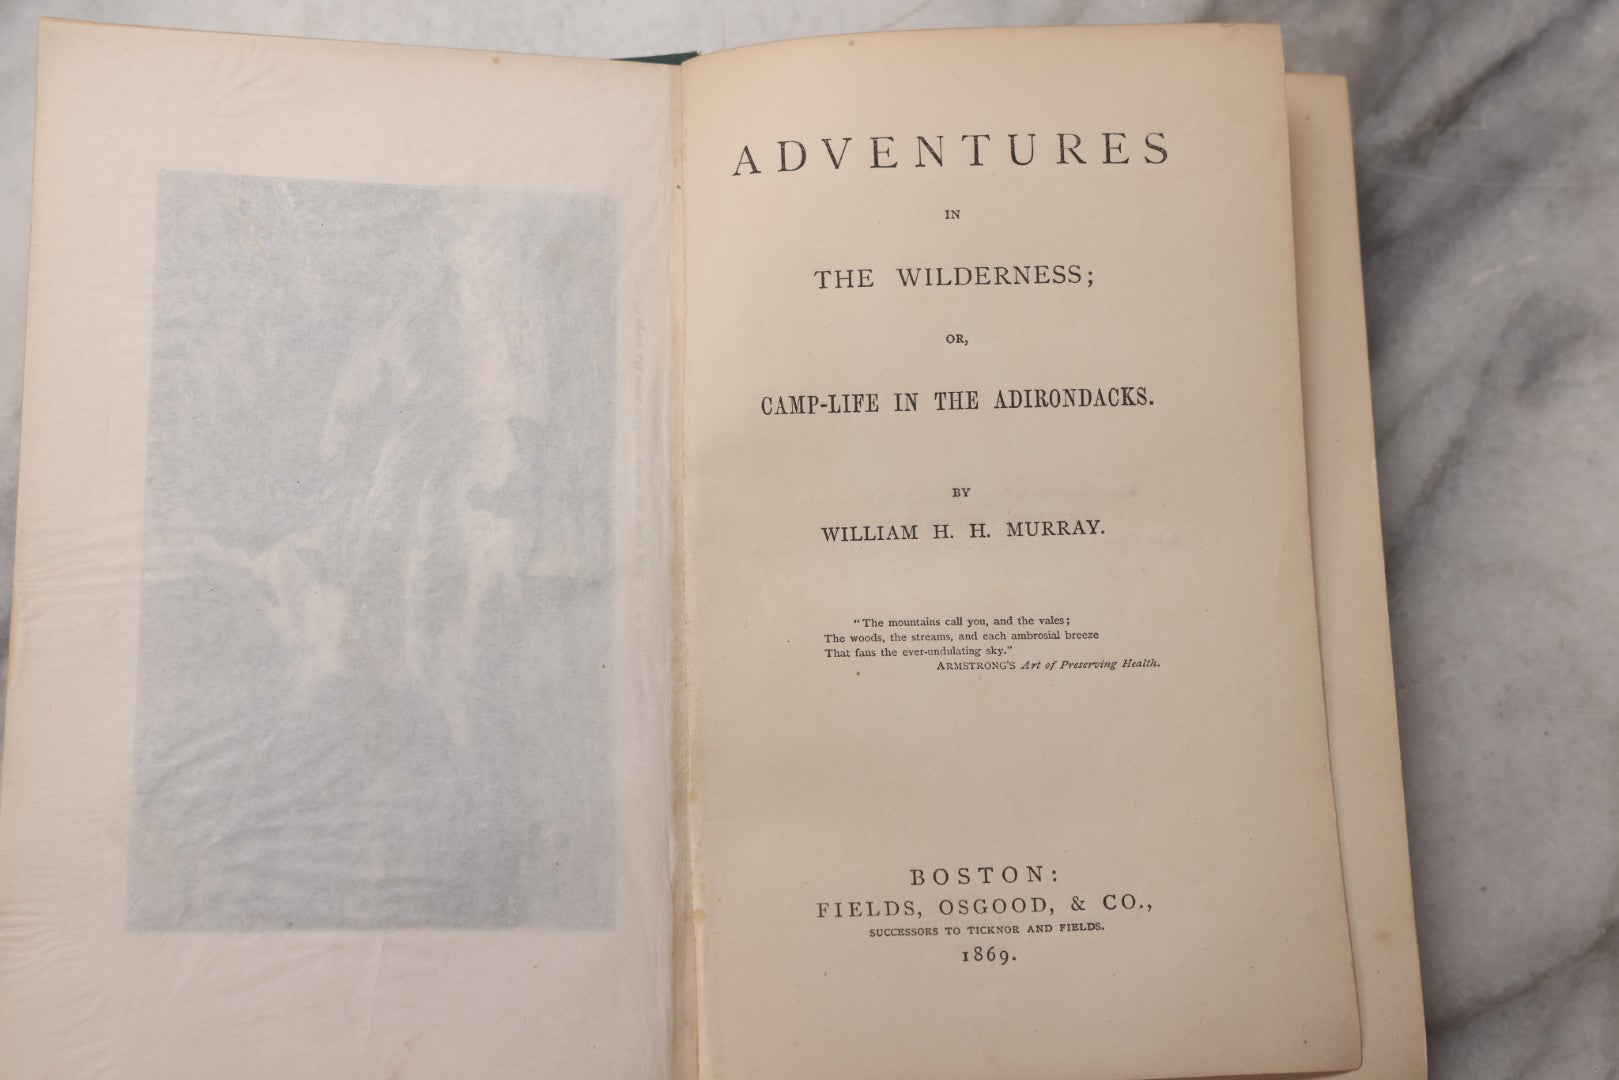 ADVENTURES
IN
THE WILDERNESS;
OR,
CAMP-LIFE IN THE ADIRONDACKS.
BY
WILLIAM H. H. MURRAY.
"The mountains call you, and the vales;
The woods, the streams, and each ambrosial breeze
That fans the ever-undulating sky."
ARMSTRONG'S Art of Preserving Health.
BOSTON:
FIELDS, OSGOOD, & CO.,
SUCCESSORS TO TICKNOR AND FIELDS.
1869.